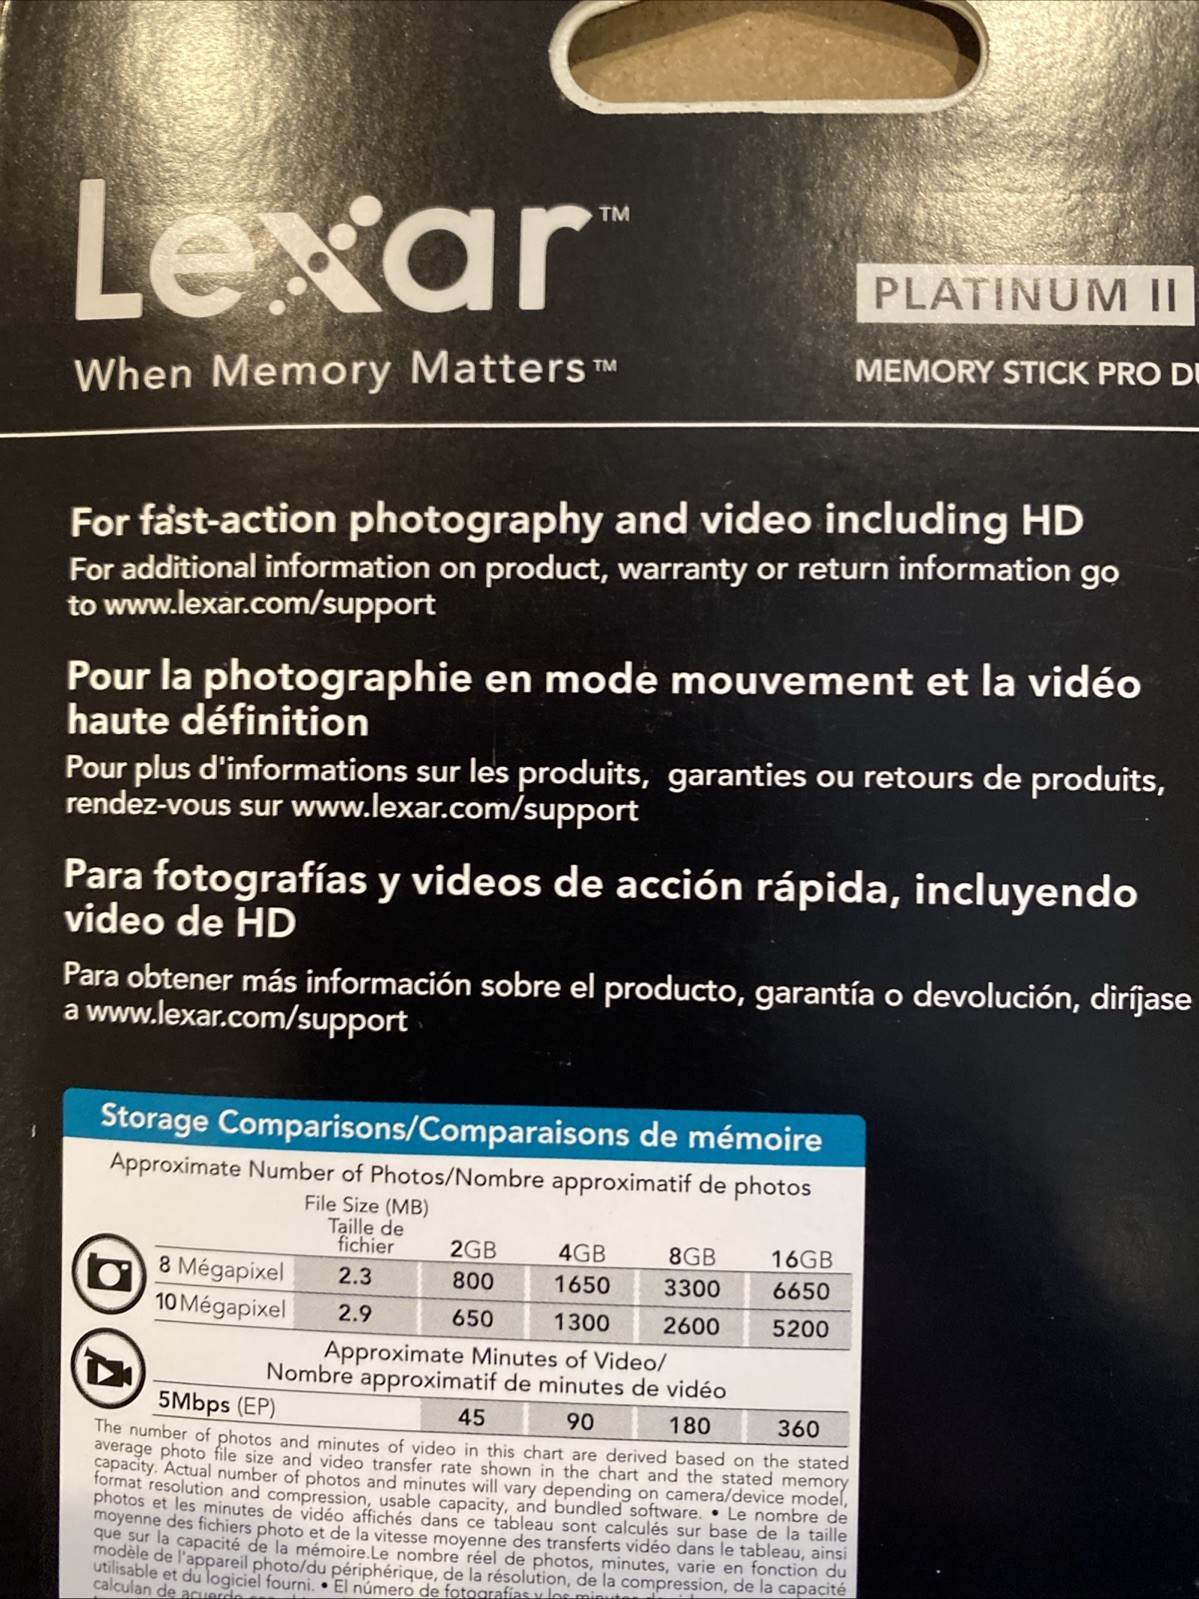 Lexar™
PLATINUM II
When Memory Matters™
MEMORY STICK PRO
For fast-action photography and video including HD
For additional information on product, warranty or return information go
to www.lexar.com/support
Pour la photographie en mode mouvement et la vidéo
haute définition
Pour plus d'informations sur les produits, garanties ou retours de produits,
rendez-vous sur www.lexar.com/support
Para fotografías y videos de acción rápida, incluyendo
video de HD
Para obtener más información sobre el producto, garantía o devolución, diríjase
a www.lexar.com/support
Storage Comparisons/Comparaisons de mémoire
Approximate Number of Photos/Nombre approximatif de photos
File Size (MB)
Taille de
fichier 2GB 4GB 8GB 16GB
8 Mégapixel 2.3 800 1650 3300 6650
10 Mégapixel 2.9 650 1300 2600 5200
Approximate Minutes of Video/
Nombre approximatif de minutes de vidéo
5Mbps (EP) 45 90 180 360
The number of photos and minutes of video in this chart are derived based on the stated
average photo file size and video transfer rate shown in the chart and the stated memory
capacity. Actual number of photos and minutes will vary depending on camera/device model,
format resolution and compression, usable capacity, and bundled software. • Le nombre de
photos et les minutes de vidéo affichés dans ce tableau sont calculés sur base de la taille
moyenne des fichiers photo et de la vitesse moyenne des transferts vidéo dans le tableau, ainsi
que sur la capacité de la mémoire.Le nombre réel de photos, minutes, varie en fonction du
modèle de l'appareil photo/du périphérique, de la résolution, de la compression, de la capacité
utilisable et du logiciel fourni. • El número de fotografías y los
calculan de